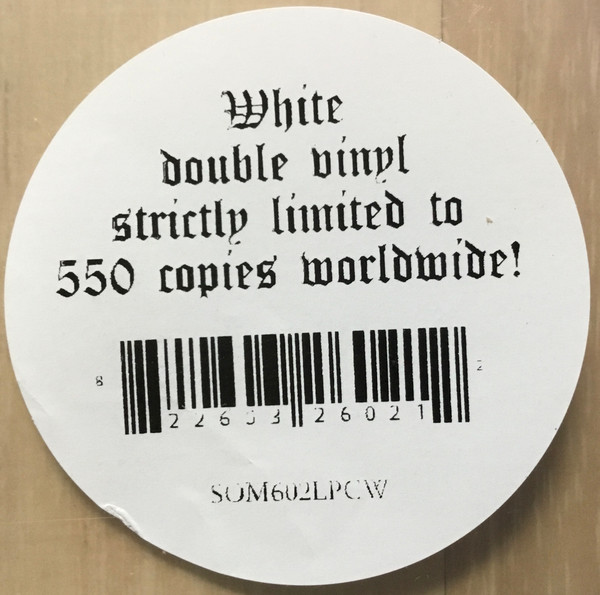 White
double vinyl
strictly limited to
550 copies worldwide!
8 22603 26021 2
SOM602LPCW